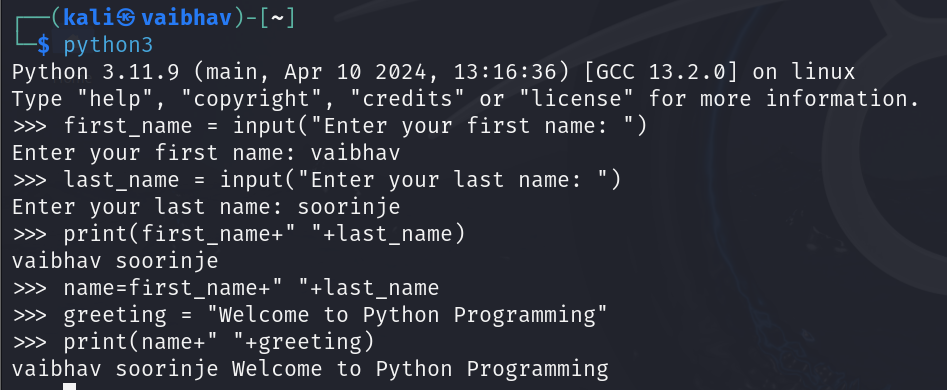 ┌──(kali㉿vaibhav)-[~]
└─$ python3
Python 3.11.9 (main, Apr 10 2024, 13:16:36) [GCC 13.2.0] on linux
Type "help", "copyright", "credits" or "license" for more information.
>>> first_name = input("Enter your first name: ")
Enter your first name: vaibhav
>>> last_name = input("Enter your last name: ")
Enter your last name: soorinje
>>> print(first_name+" "+last_name)
vaibhav soorinje
>>> name=first_name+" "+last_name
>>> greeting = "Welcome to Python Programming"
>>> print(name+" "+greeting)
vaibhav soorinje Welcome to Python Programming